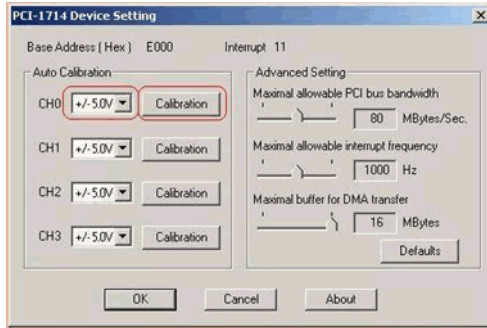 PCI-1714 Device Setting
Base Address ( Hex ) E000 Interrupt 11
Auto Calibration
CH0 +/- 5.0V Calibration
CH1 +/- 5.0V Calibration
CH2 +/- 5.0V Calibration
CH3 +/- 5.0V Calibration
Advanced Setting
Maximal allowable PCI bus bandwidth
80 MBytes/Sec.
Maximal allowable interrupt frequency
1000 Hz
Maximal buffer for DMA transfer
16 MBytes
Defaults
OK Cancel About